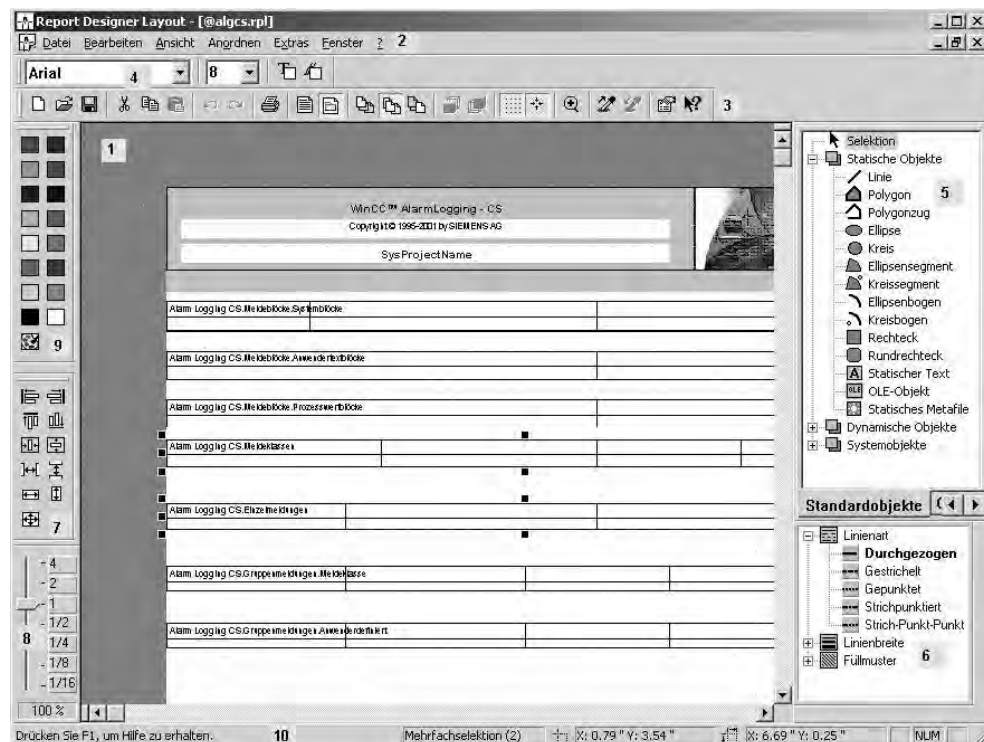 Report Designer Layout - [@algcs.rpl]
Datei Bearbeiten Ansicht Anordnen Extras Fenster ? 2
Arial 4 8
3
1
WinCC™ AlarmLogging - CS
Copyright© 1995-2001 by SIEMENS AG
SysProjectName
Alarm Logging CS.Meldeblöcke.Systemblöcke
Alarm Logging CS.Meldeblöcke.Anwendertextblöcke
Alarm Logging CS.Meldeblöcke.Prozesswertblöcke
Alarm Logging CS.Meldeklassen
Alarm Logging CS.Einzelmeldungen
Alarm Logging CS.Gruppenmeldungen.Meldeklasse
Alarm Logging CS.Gruppenmeldungen.Anwenderdefiniert
9
7
4
2
1
1/2
8 1/4
1/8
1/16
100 %
Selektion
Statische Objekte
Linie
Polygon 5
Polygonzug
Ellipse
Kreis
Ellipsensegment
Kreissegment
Ellipsenbogen
Kreisbogen
Rechteck
Rundrechteck
A Statischer Text
OLE OLE-Objekt
Statisches Metafile
Dynamische Objekte
Systemobjekte
Standardobjekte
Linienart
Durchgezogen
Gestrichelt
Gepunktet
Strichpunktiert
Strich-Punkt-Punkt
Linienbreite
Füllmuster 6
Drücken Sie F1, um Hilfe zu erhalten. 10 Mehrfachselektion (2) X: 0.79 " Y: 3.54 " X: 6.69 " Y: 0.25 " NUM